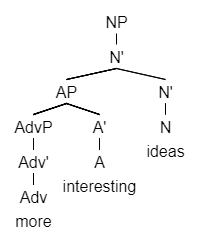 NP
N'
AP N'
AdvP A' N
Adv' A ideas
Adv interesting
more